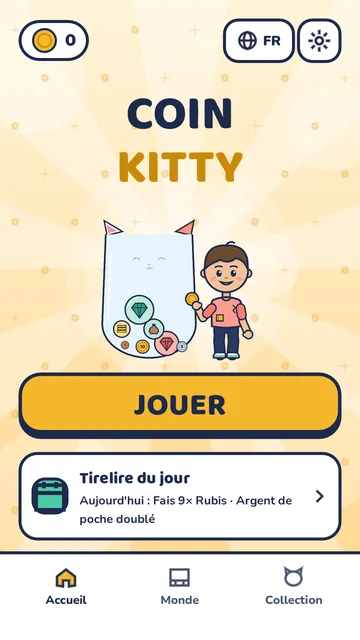 0
FR
COIN
KITTY
JOUER
Tirelire du jour
Aujourd'hui : Fais 9× Rubis · Argent de
poche doublé
Accueil
Monde
Collection